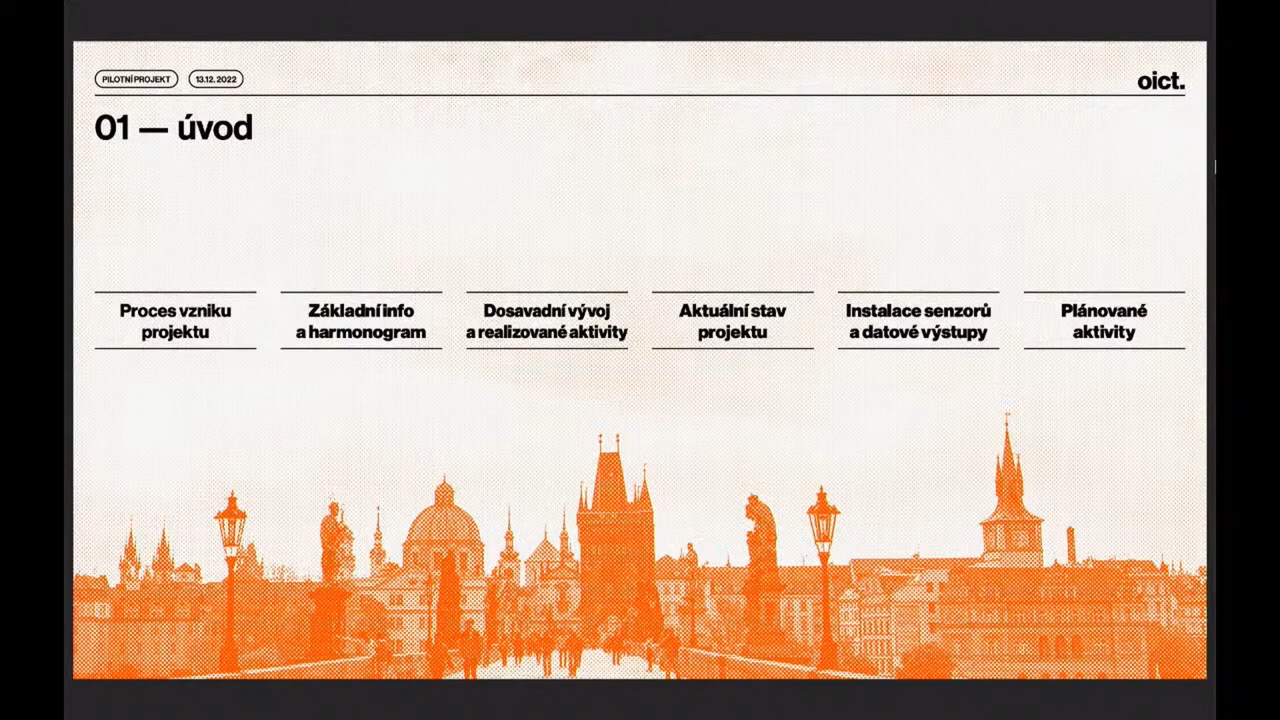 PILOTNÍ PROJEKT
13.12.2022
oict.
01 — úvod
Proces vzniku
projektu
Základní info
a harmonogram
Dosavadní vývoj
a realizované aktivity
Aktuální stav
projektu
Instalace senzorů
a datové výstupy
Plánované
aktivity